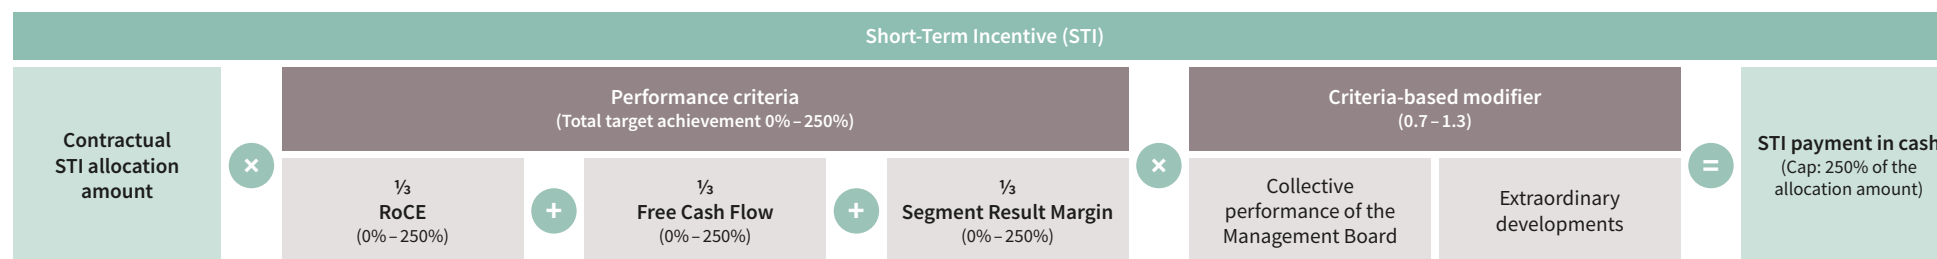 Short-Term Incentive (STI)
Contractual
STI allocation
amount
×
Performance criteria
(Total target achievement 0% – 250%)
⅓
RoCE
(0% – 250%)
+
⅓
Free Cash Flow
(0% – 250%)
+
⅓
Segment Result Margin
(0% – 250%)
×
Criteria-based modifier
(0.7 – 1.3)
Collective
performance of the
Management Board
Extraordinary
developments
=
STI payment in cash
(Cap: 250% of the
allocation amount)